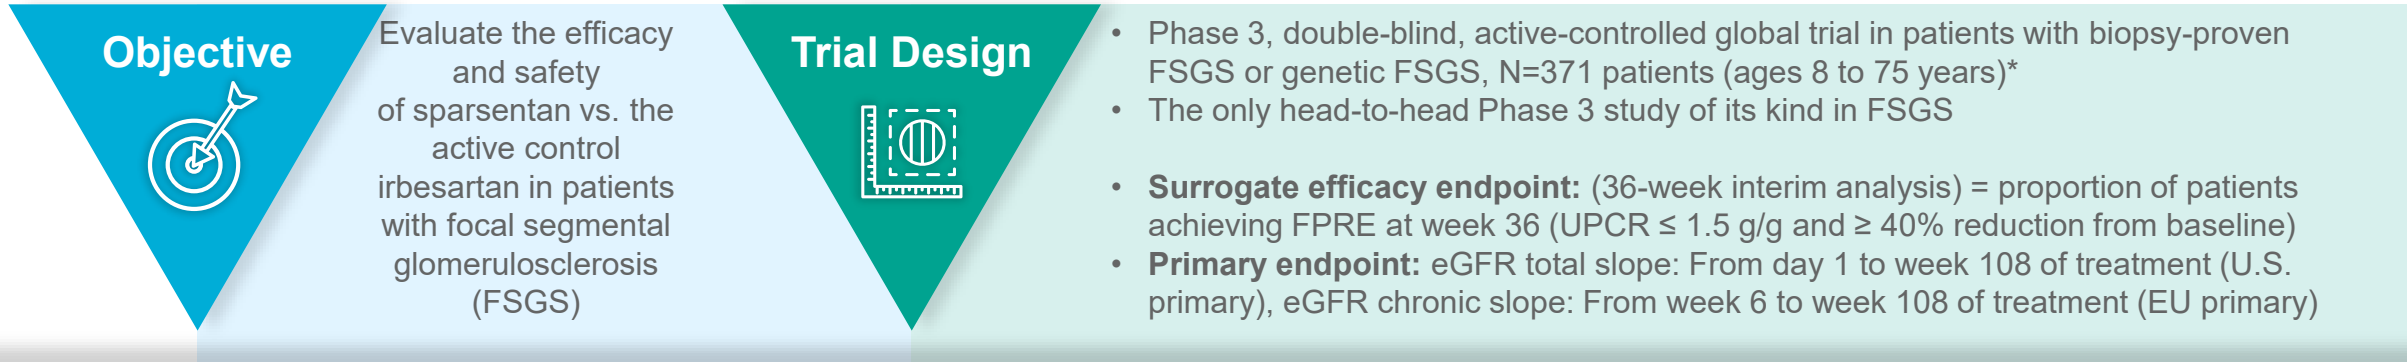 Objective
Evaluate the efficacy
and safety
of sparsentan vs. the
active control
irbesartan in patients
with focal segmental
glomerulosclerosis
(FSGS)
Trial Design
• Phase 3, double-blind, active-controlled global trial in patients with biopsy-proven
FSGS or genetic FSGS, N=371 patients (ages 8 to 75 years)*
• The only head-to-head Phase 3 study of its kind in FSGS
• Surrogate efficacy endpoint: (36-week interim analysis) = proportion of patients
achieving FPRE at week 36 (UPCR ≤ 1.5 g/g and ≥ 40% reduction from baseline)
• Primary endpoint: eGFR total slope: From day 1 to week 108 of treatment (U.S.
primary), eGFR chronic slope: From week 6 to week 108 of treatment (EU primary)